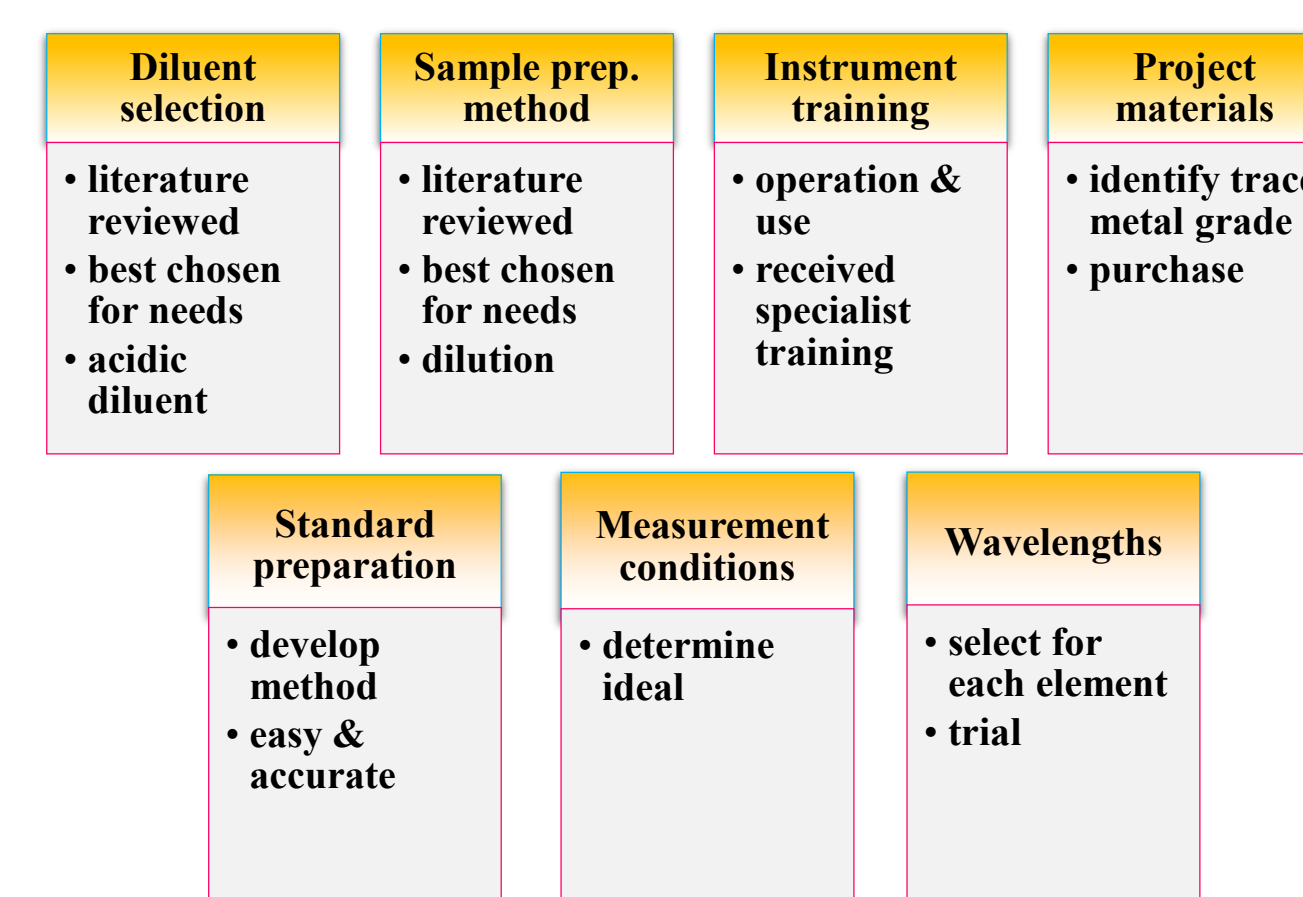 Diluent
selection
• literature
reviewed
• best chosen
for needs
• acidic
diluent
Sample prep.
method
• literature
reviewed
• best chosen
for needs
• dilution
Instrument
training
• operation &
use
• received
specialist
training
Project
materials
• identify trace
metal grade
• purchase
Standard
preparation
• develop
method
• easy &
accurate
Measurement
conditions
• determine
ideal
Wavelengths
• select for
each element
• trial